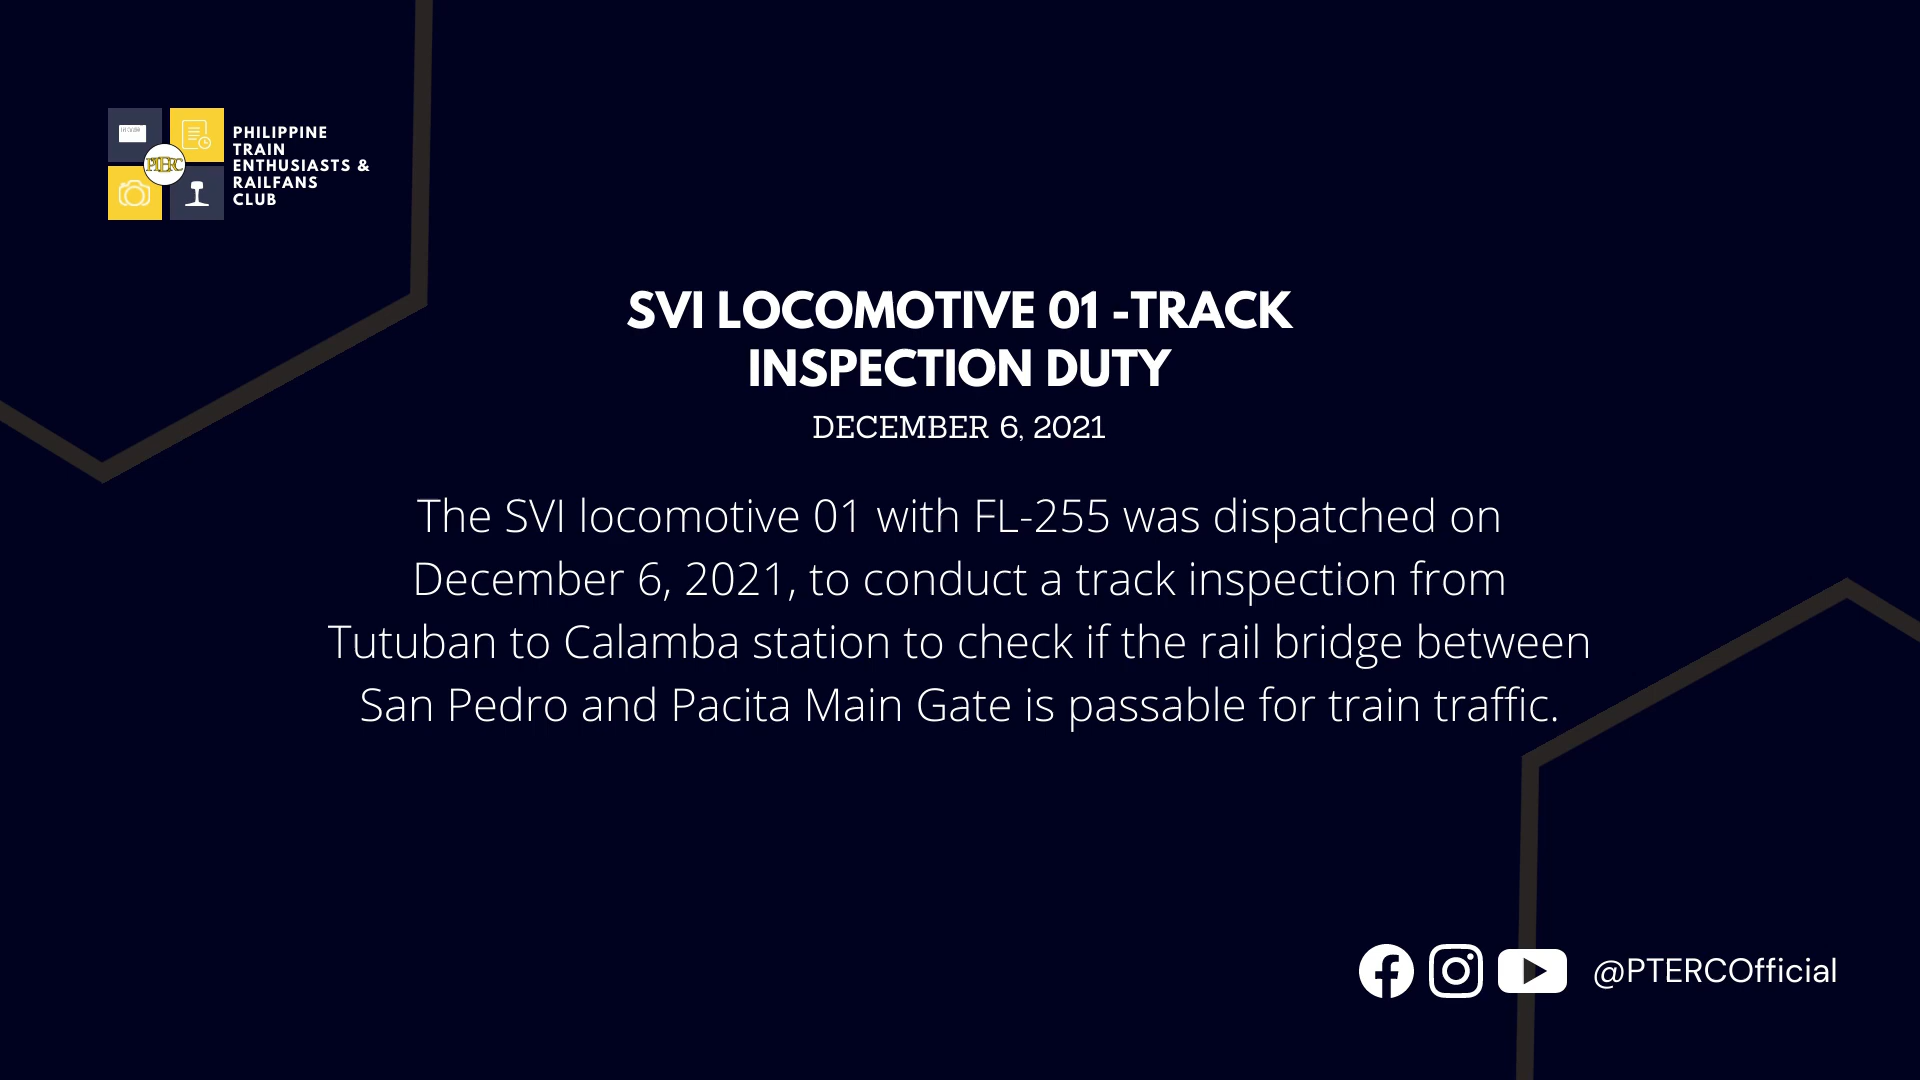 PHILIPPINE
TRAIN
ENTHUSIASTS &
RAILFANS
CLUB
PTERC
SVI LOCOMOTIVE 01 -TRACK
INSPECTION DUTY
DECEMBER 6, 2021
The SVI locomotive 01 with FL-255 was dispatched on
December 6, 2021, to conduct a track inspection from
Tutuban to Calamba station to check if the rail bridge between
San Pedro and Pacita Main Gate is passable for train traffic.
@PTERCOfficial